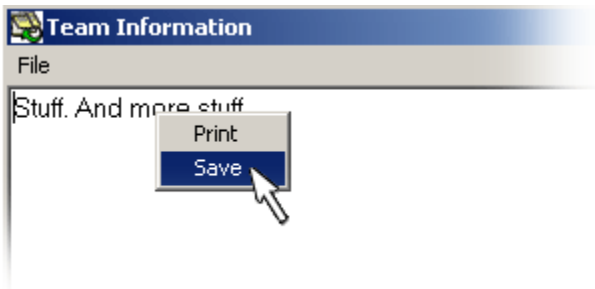 Team Information
File
Stuff. And more stuff
Print
Save